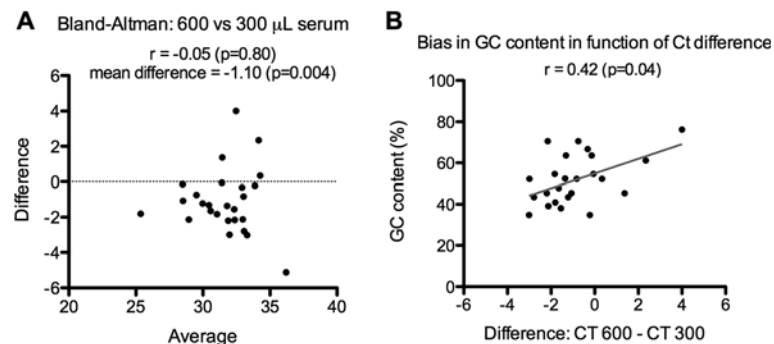 A
Bland-Altman: 600 vs 300 μL serum
r = -0.05 (p=0.80)
mean difference = -1.10 (p=0.004)
6
4
2
0
-2
-4
-6
Difference
20 25 30 35 40
Average
B
Bias in GC content in function of Ct difference
r = 0.42 (p=0.04)
100
80
60
40
20
0
GC content (%)
-6 -4 -2 0 2 4 6
Difference: CT 600 - CT 300